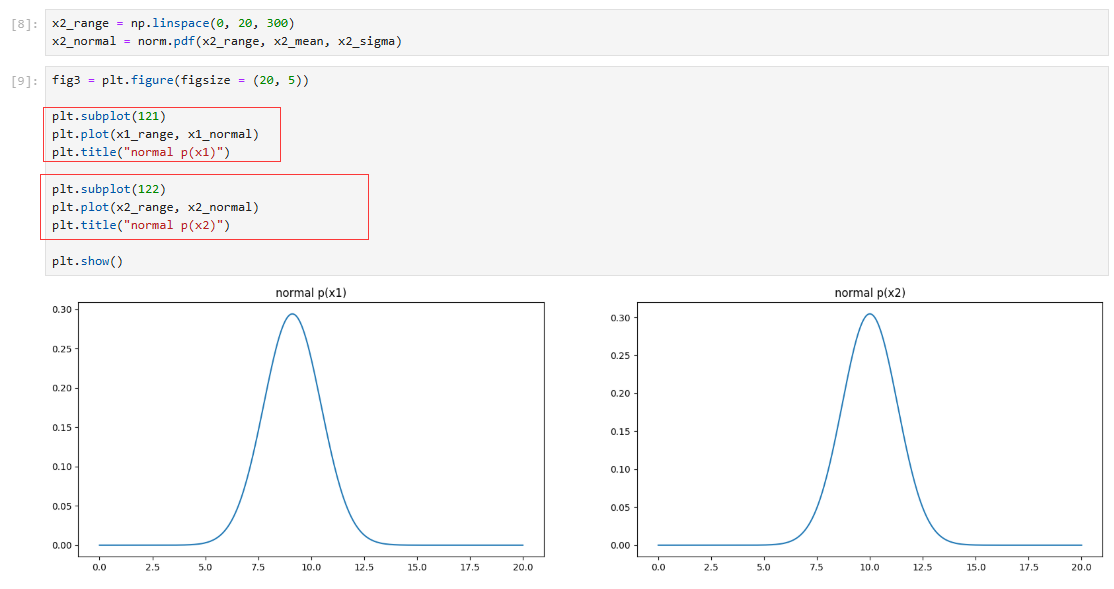 [8]:
x2_range = np.linspace(0, 20, 300)
x2_normal = norm.pdf(x2_range, x2_mean, x2_sigma)
[9]:
fig3 = plt.figure(figsize = (20, 5))
plt.subplot(121)
plt.plot(x1_range, x1_normal)
plt.title("normal p(x1)")
plt.subplot(122)
plt.plot(x2_range, x2_normal)
plt.title("normal p(x2)")
plt.show()
normal p(x1)
0.30
0.25
0.20
0.15
0.10
0.05
0.00
0.0 2.5 5.0 7.5 10.0 12.5 15.0 17.5 20.0
normal p(x2)
0.30
0.25
0.20
0.15
0.10
0.05
0.00
0.0 2.5 5.0 7.5 10.0 12.5 15.0 17.5 20.0